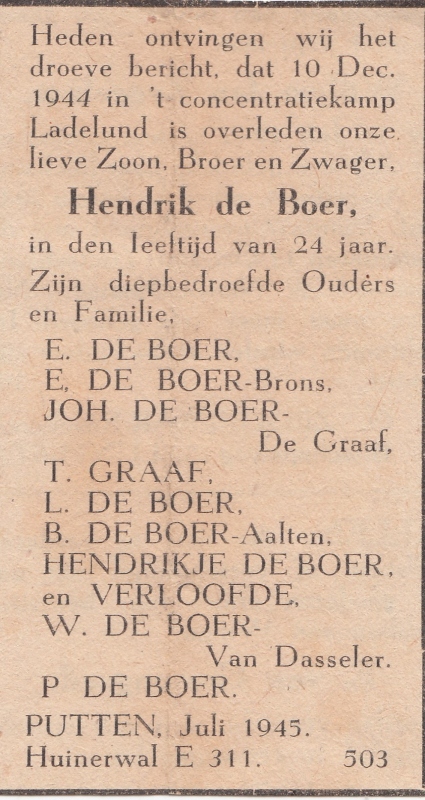 Heden ontvingen wij het
droeve bericht, dat 10 Dec.
1944 in 't concentratiekamp
Ladelund is overleden onze
lieve Zoon, Broer en Zwager,
Hendrik de Boer,
in den leeftijd van 24 jaar.
Zijn diepbedroefde Ouders
en Familie,
E. DE BOER,
E. DE BOER-Brons,
JOH. DE BOER-
De Graaf,
T. GRAAF,
L. DE BOER,
B. DE BOER-Aalten,
HENDRIKJE DE BOER,
en VERLOOFDE,
W. DE BOER-
Van Dasseler.
P DE BOER.
PUTTEN, Juli 1945.
Huinerwal E 311. 503